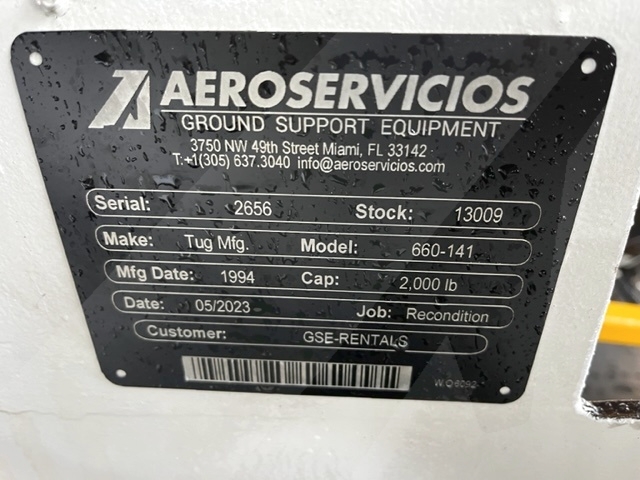 AEROSERVICIOS
GROUND SUPPORT EQUIPMENT
3750 NW 49th Street Miami, FL 33142
T:+1(305) 637.3040 info@aeroservicios.com
Serial: 2656 Stock: 13009
Make: Tug Mfg. Model: 660-141
Mfg Date: 1994 Cap: 2,000 lb
Date: 05/2023 Job: Recondition
Customer: GSE-RENTALS
W.O 6092